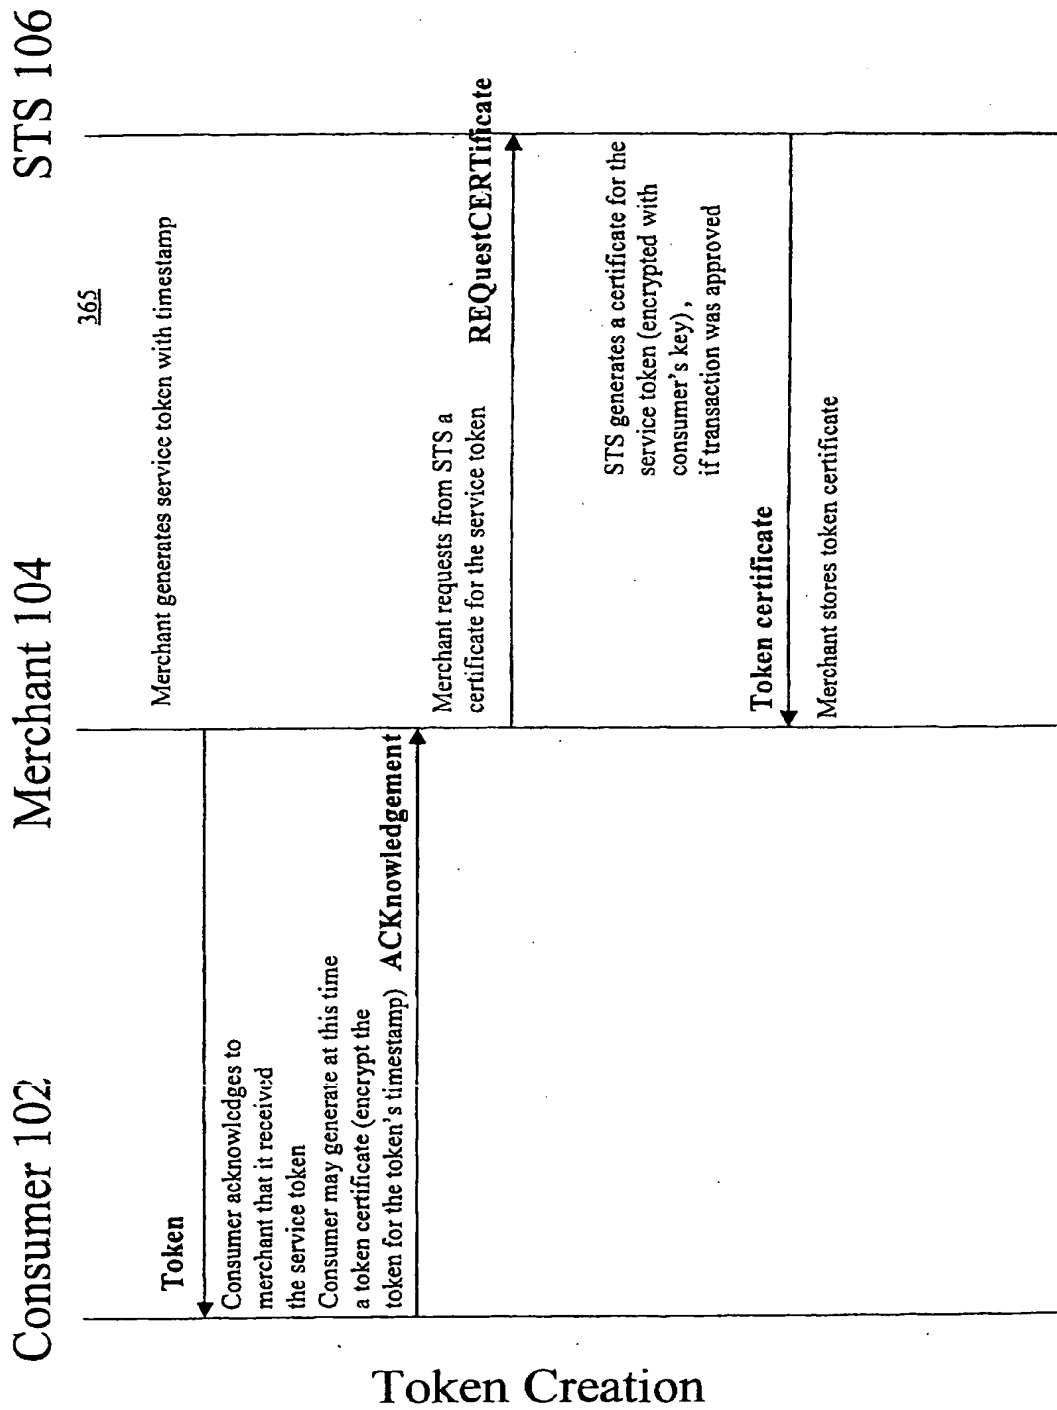 Token Creation
Consumer 102
Merchant 104
STS 106
365
Merchant generates service token with timestamp
Token
Consumer acknowledges to
merchant that it received
the service token
Consumer may generate at this time
a token certificate (encrypt the
token for the token's timestamp)
ACKnowledgement
Merchant requests from STS a
certificate for the service token
REQuestCERTificate
STS generates a certificate for the
service token (encrypted with
consumer's key),
if transaction was approved
Token certificate
Merchant stores token certificate